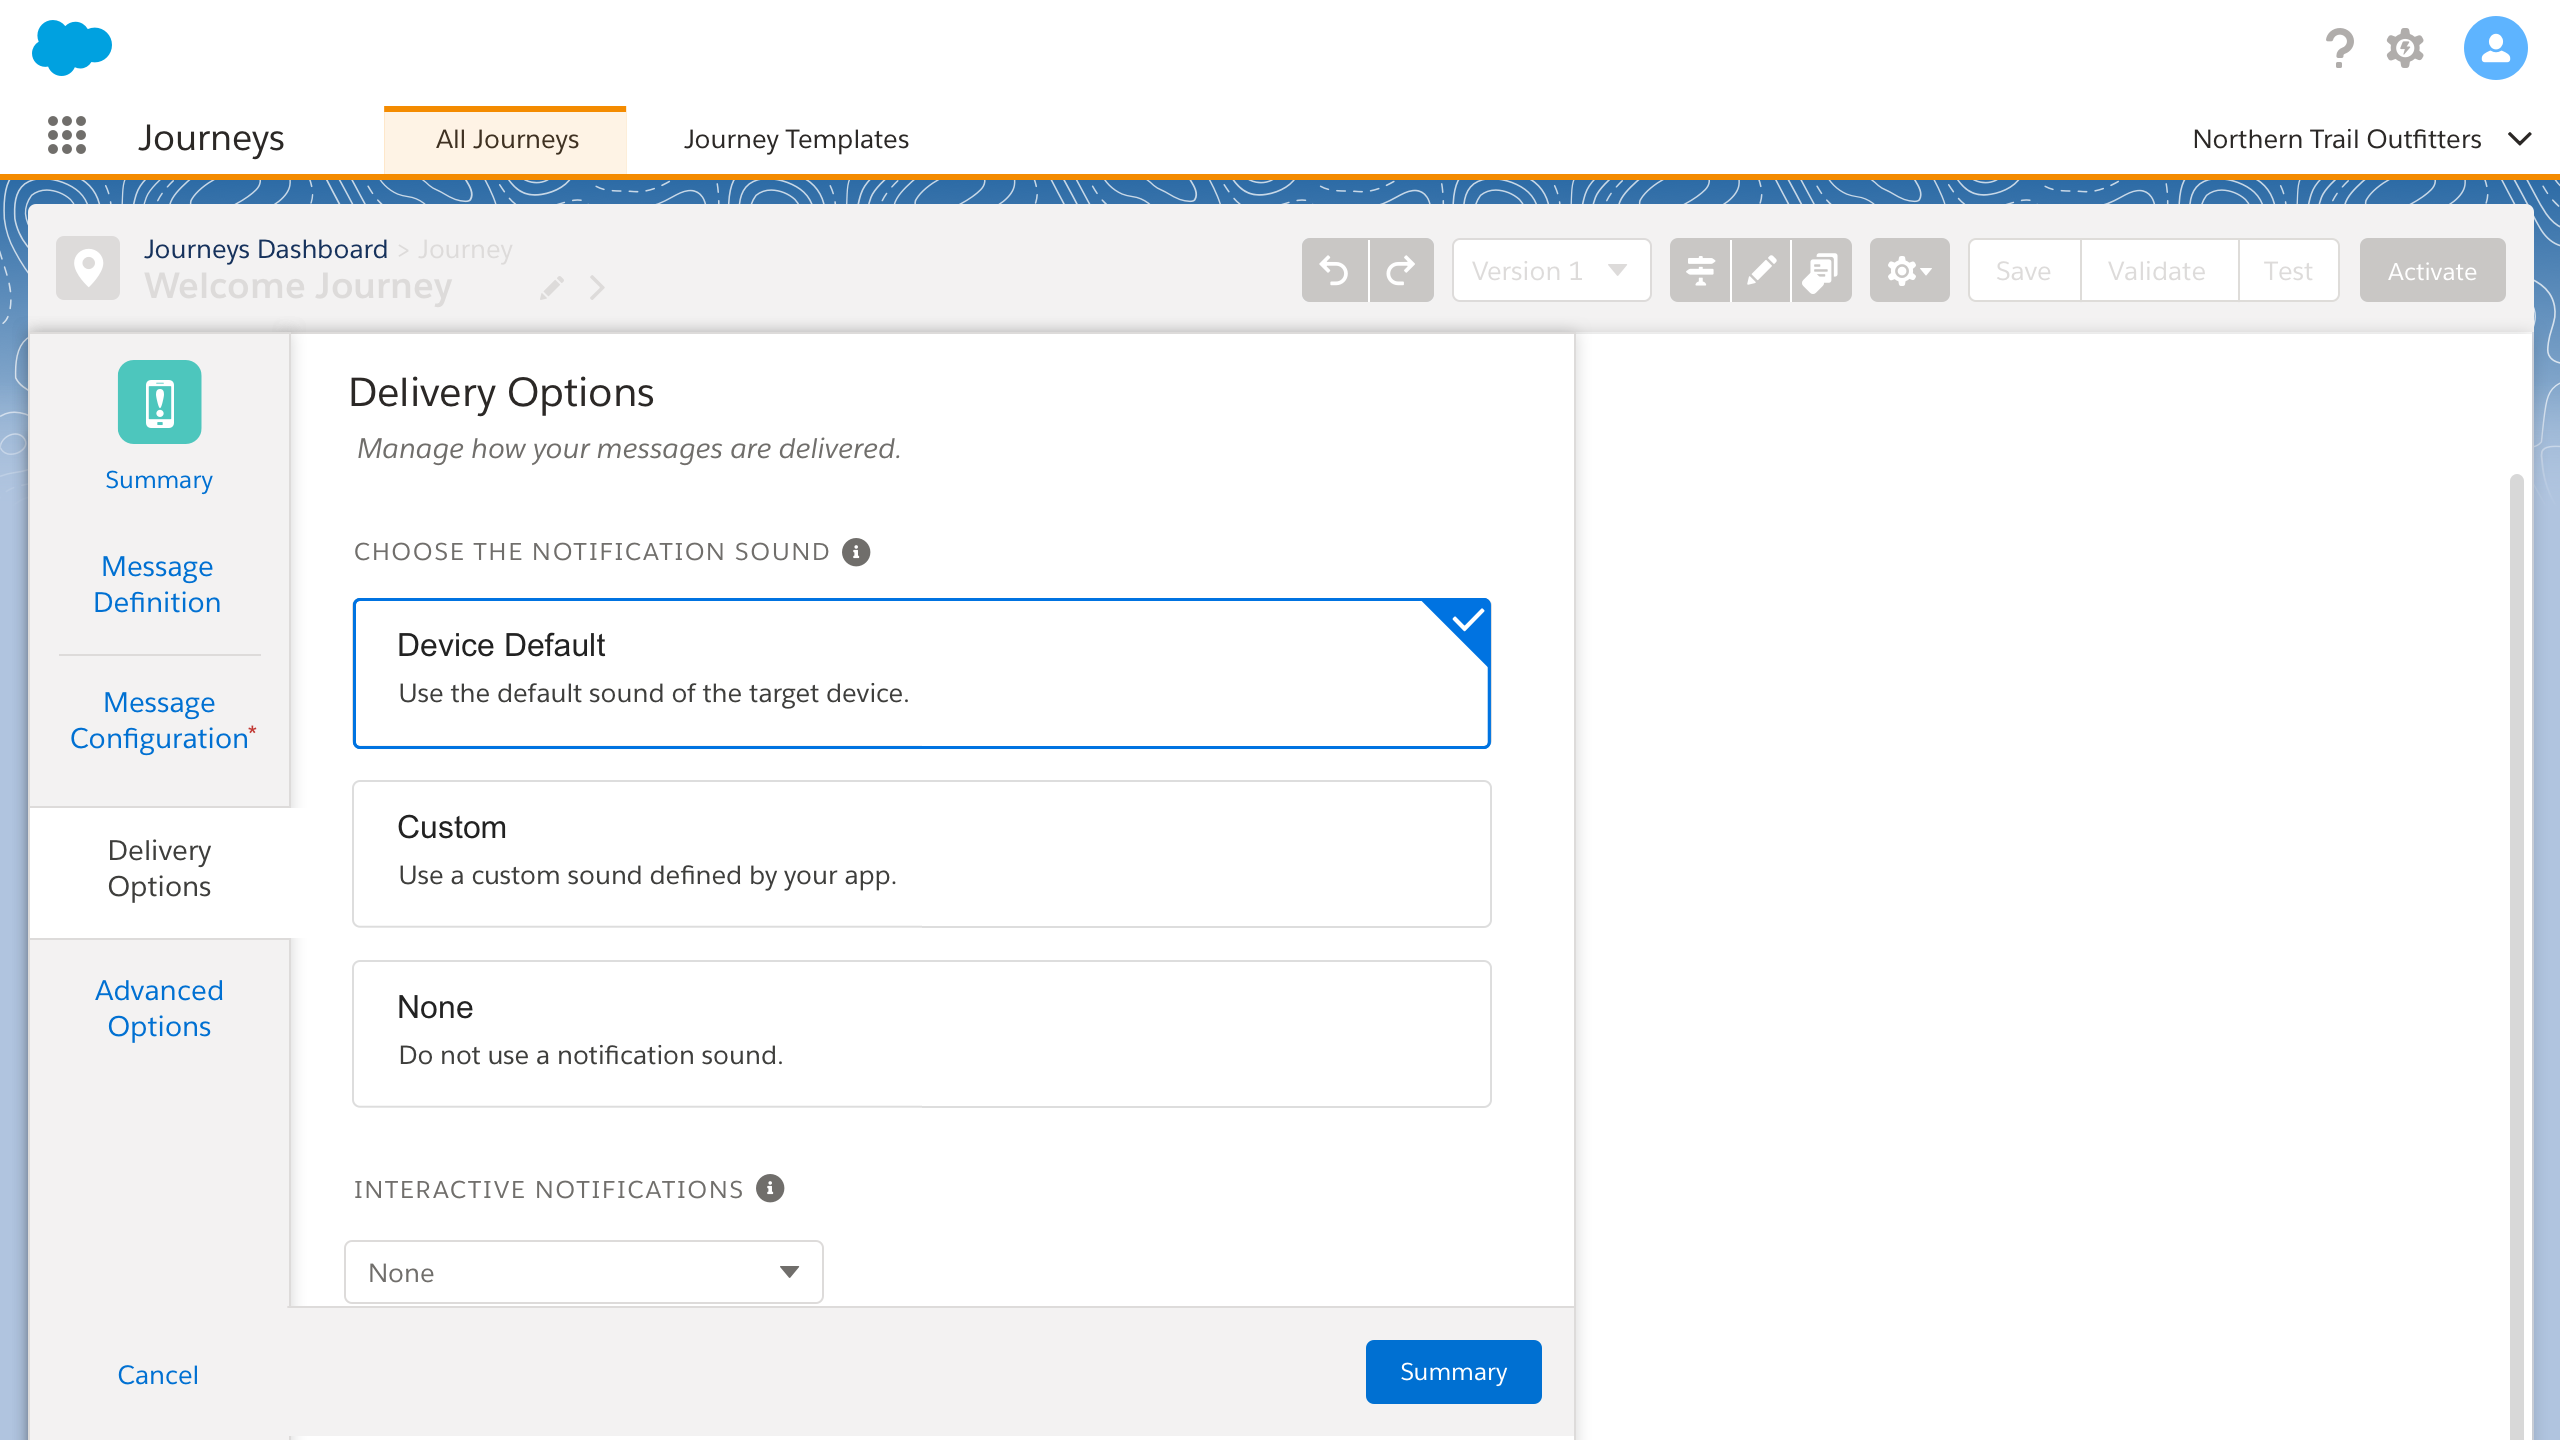 Journeys
All Journeys
Journey Templates
Northern Trail Outfitters
Journeys Dashboard > Journey
Welcome Journey
Version 1
Save
Validate
Test
Activate
Summary
Message
Definition
Message
Configuration*
Delivery
Options
Advanced
Options
Cancel
Delivery Options
Manage how your messages are delivered.
CHOOSE THE NOTIFICATION SOUND
Device Default
Use the default sound of the target device.
Custom
Use a custom sound defined by your app.
None
Do not use a notification sound.
INTERACTIVE NOTIFICATIONS
None
Summary